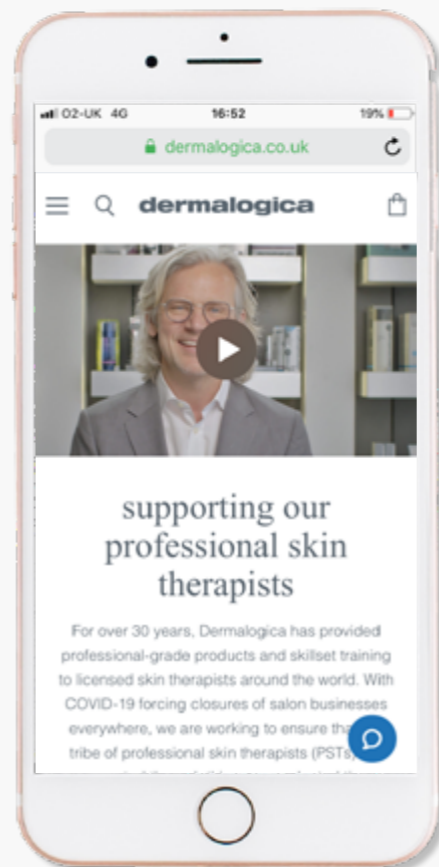 O2-UK 4G 16:52 19%
dermalogica.co.uk
dermalogica
supporting our
professional skin
therapists
For over 30 years, Dermalogica has provided
professional-grade products and skillset training
to licensed skin therapists around the world. With
COVID-19 forcing closures of salon businesses
everywhere, we are working to ensure tha
tribe of professional skin therapists (PSTs)